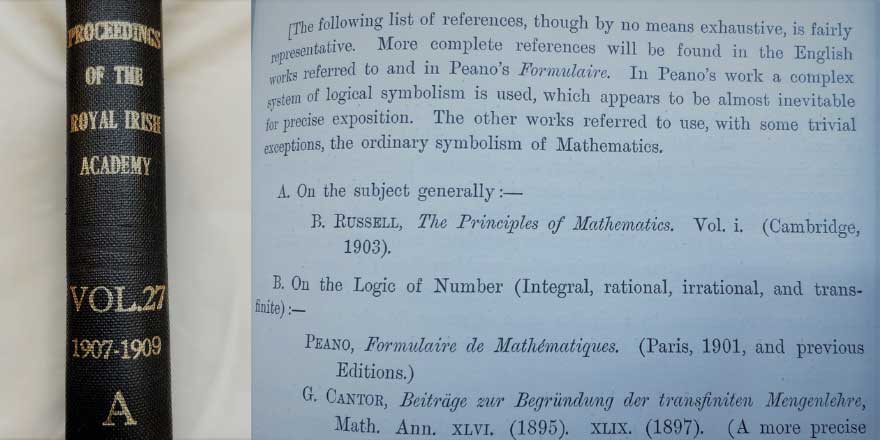 PROCEEDINGS
OF THE
ROYAL IRISH
ACADEMY
VOL.27
1907-1909
A
[The following list of references, though by no means exhaustive, is fairly
representative. More complete references will be found in the English
works referred to and in Peano's Formulaire. In Peano's work a complex
system of logical symbolism is used, which appears to be almost inevitable
for precise exposition. The other works referred to use, with some trivial
exceptions, the ordinary symbolism of Mathematics.
A. On the subject generally :—
B. RUSSELL, The Principles of Mathematics. Vol. i. (Cambridge,
1903).
B. On the Logic of Number (Integral, rational, irrational, and trans-
finite) :—
PEANO, Formulaire de Mathématiques. (Paris, 1901, and previous
Editions.)
G. CANTOR, Beiträge zur Begründung der transfiniten Mengenlehre,
Math. Ann. XLVI. (1895). XLIX. (1897). (A more precise